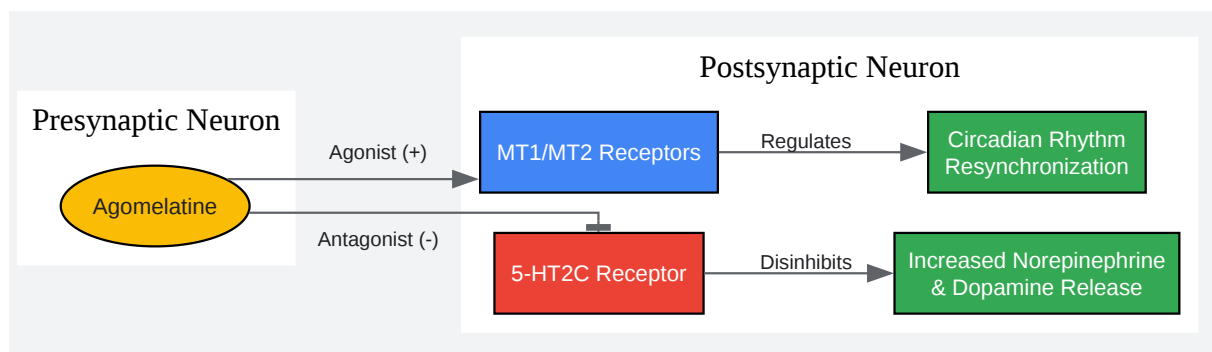 Postsynaptic Neuron
Presynaptic Neuron
Agomelatine
Agonist (+)
Antagonist (-)
MT1/MT2 Receptors
Regulates
Circadian Rhythm
Resynchronization
5-HT2C Receptor
Disinhibits
Increased Norepinephrine
& Dopamine Release